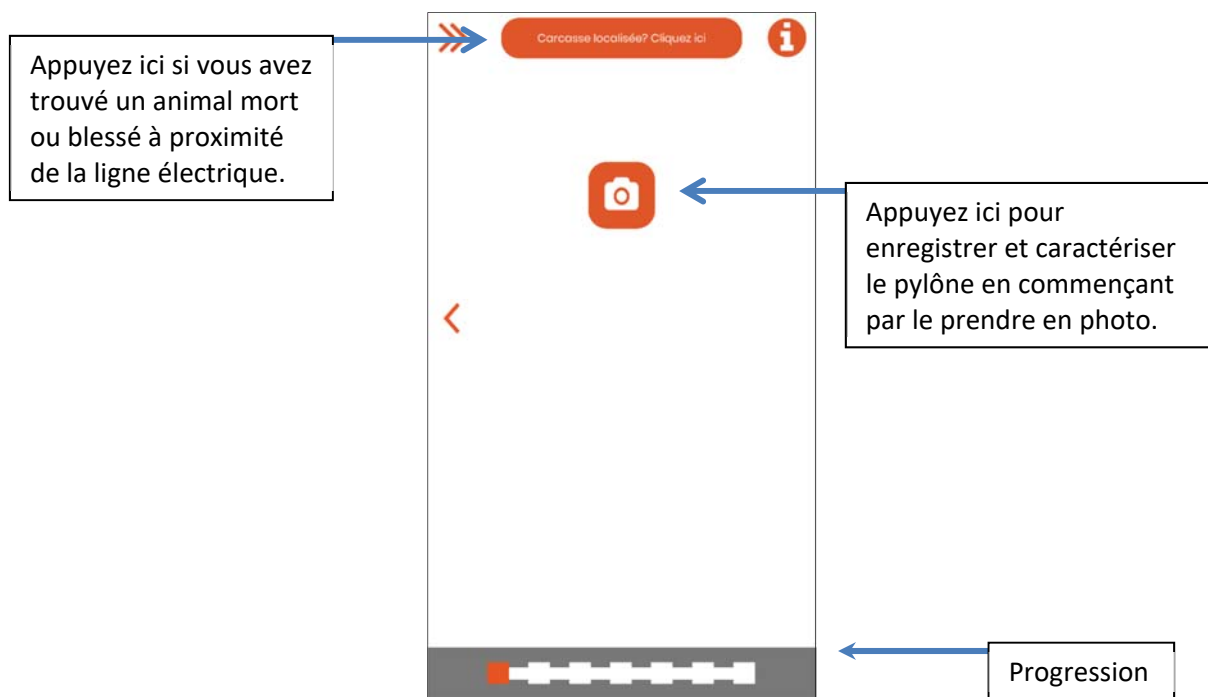 Carcasse localisée? Cliquez ici
Appuyez ici si vous avez
trouvé un animal mort
ou blessé à proximité
de la ligne électrique.
Appuyez ici pour
enregistrer et caractériser
le pylône en commençant
par le prendre en photo.
Progression